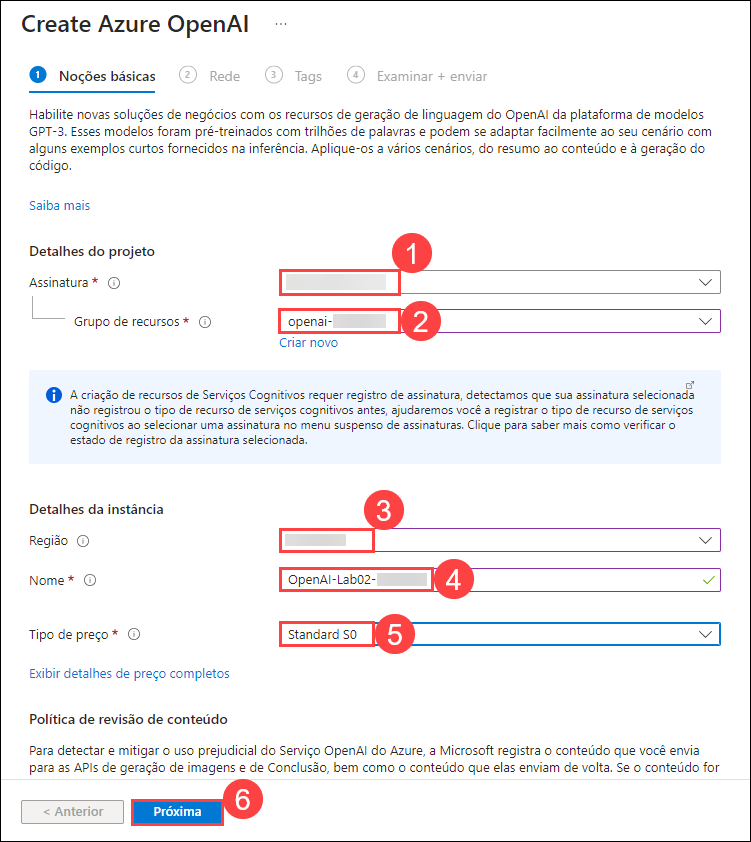 Create Azure OpenAI ...
1 Noções básicas 2 Rede 3 Tags 4 Examinar + enviar
Habilite novas soluções de negócios com os recursos de geração de linguagem do OpenAI da plataforma de modelos
GPT-3. Esses modelos foram pré-treinados com trilhões de palavras e podem se adaptar facilmente ao seu cenário com
alguns exemplos curtos fornecidos na inferência. Aplique-os a vários cenários, do resumo ao conteúdo e à geração do
código.
Saiba mais
Detalhes do projeto
1
Assinatura *
Grupo de recursos * openai- 2
Criar novo
A criação de recursos de Serviços Cognitivos requer registro de assinatura, detectamos que sua assinatura selecionada
não registrou o tipo de recurso de serviços cognitivos antes, ajudaremos você a registrar o tipo de recurso de serviços
cognitivos ao selecionar uma assinatura no menu suspenso de assinaturas. Clique para saber mais como verificar o
estado de registro da assinatura selecionada.
Detalhes da instância
3
Região
Nome * OpenAI-Lab02- 4
Tipo de preço * Standard S0 5
Exibir detalhes de preço completos
Política de revisão de conteúdo
Para detectar e mitigar o uso prejudicial do Serviço OpenAI do Azure, a Microsoft registra o conteúdo que você envia
para as APIs de geração de imagens e de Conclusão, bem como o conteúdo que elas enviam de volta. Se o conteúdo for
< Anterior Próxima 6